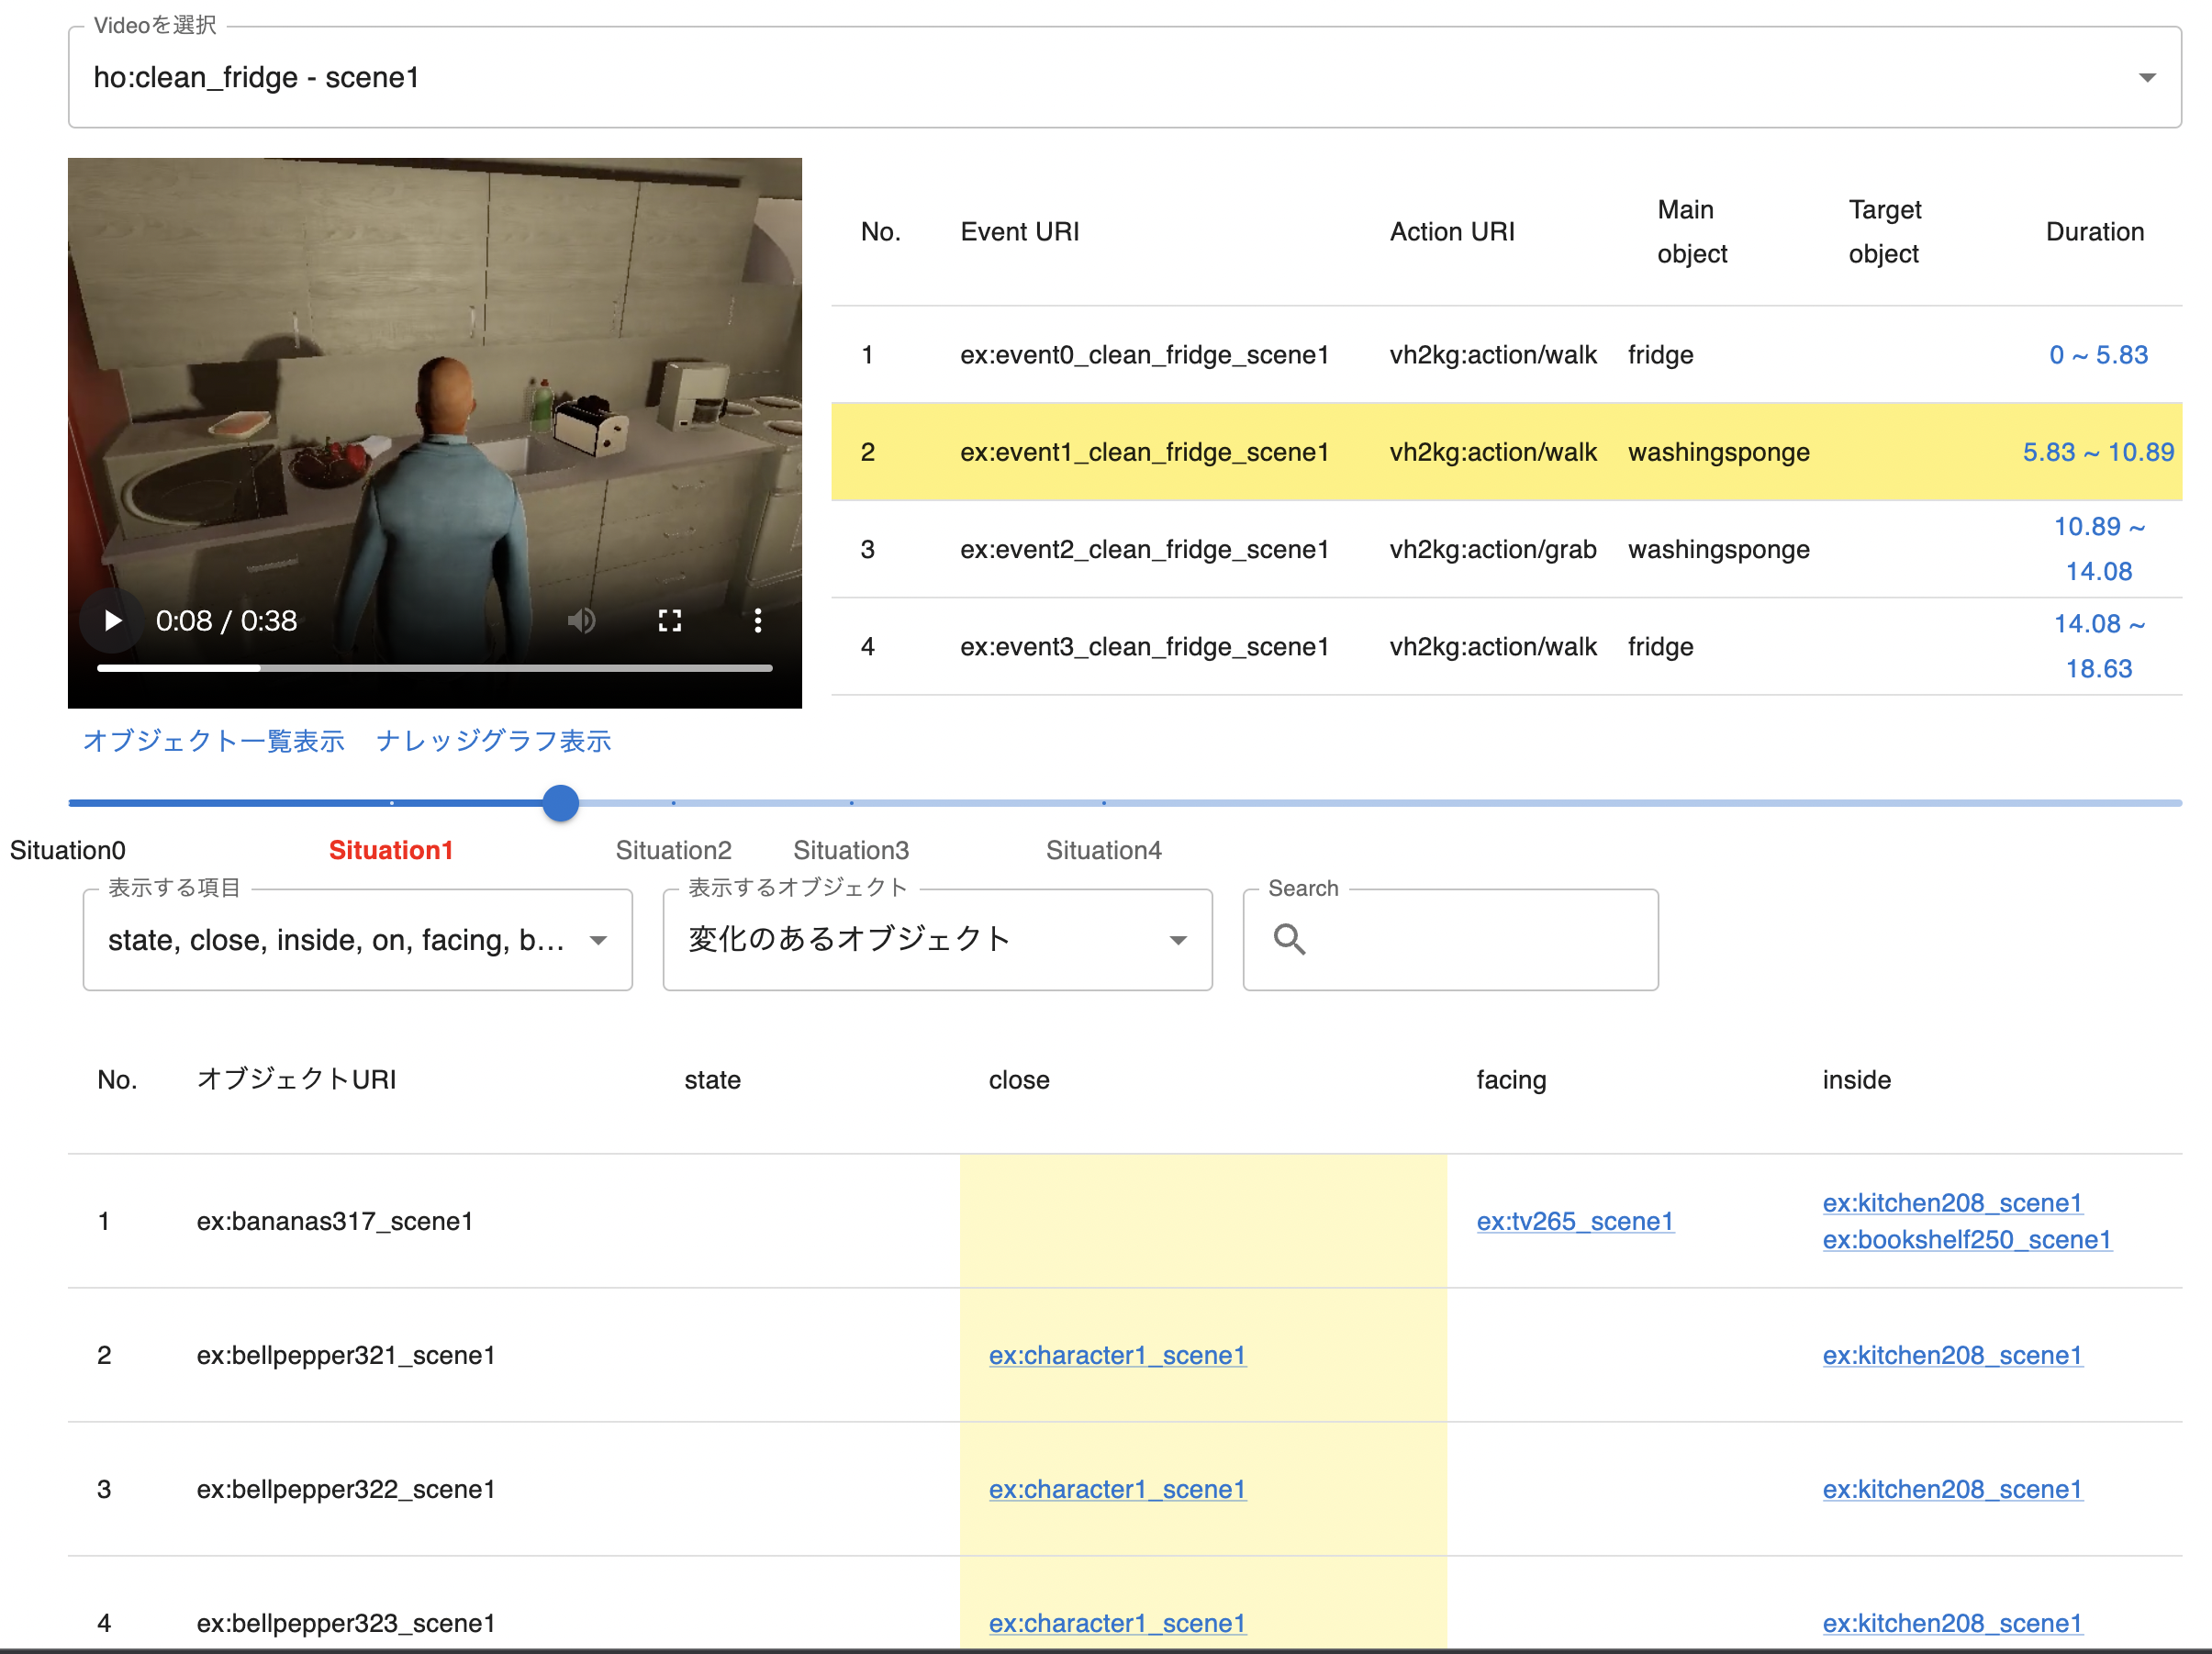 Videoを選択
ho:clean_fridge - scene1
No. Event URI Action URI Main object Target object Duration
1 ex:event0_clean_fridge_scene1 vh2kg:action/walk fridge 0 ~ 5.83
2 ex:event1_clean_fridge_scene1 vh2kg:action/walk washingsponge 5.83 ~ 10.89
3 ex:event2_clean_fridge_scene1 vh2kg:action/grab washingsponge 10.89 ~ 14.08
4 ex:event3_clean_fridge_scene1 vh2kg:action/walk fridge 14.08 ~ 18.63
0:08 / 0:38
オブジェクト一覧表示 ナレッジグラフ表示
Situation0 Situation1 Situation2 Situation3 Situation4
表示する項目 表示するオブジェクト Search
state, close, inside, on, facing, b... 変化のあるオブジェクト
No. オブジェクトURI state close facing inside
1 ex:bananas317_scene1 ex:tv265_scene1 ex:kitchen208_scene1
ex:bookshelf250_scene1
2 ex:bellpepper321_scene1 ex:character1_scene1 ex:kitchen208_scene1
3 ex:bellpepper322_scene1 ex:character1_scene1 ex:kitchen208_scene1
4 ex:bellpepper323_scene1 ex:character1_scene1 ex:kitchen208_scene1